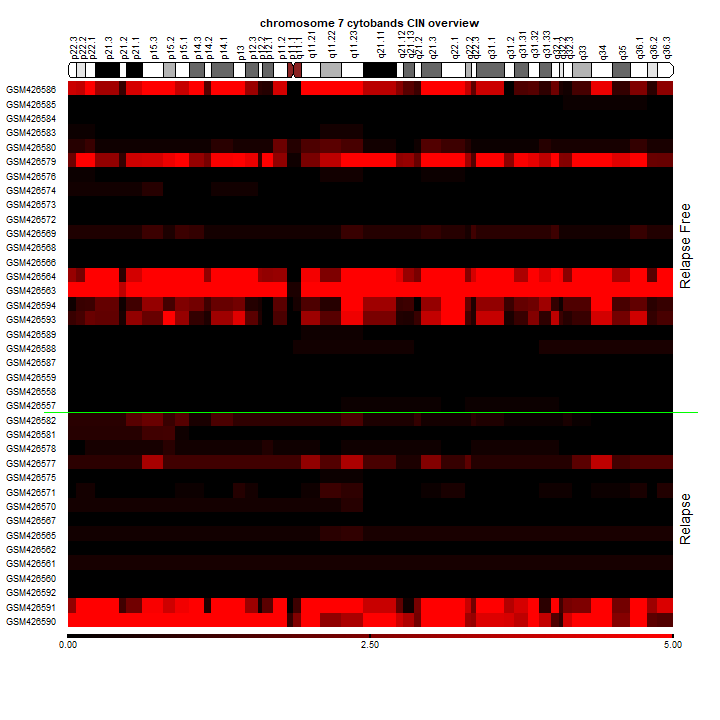 chromosome 7 cytobands CIN overview
p22.3
p22.2
p22.1
p21.3
p21.2
p21.1
p15.3
p15.2
p15.1
p14.3
p14.2
p14.1
p13
p12.3
p12.2
p12.1
p11.2
p11.1
q11.1
q11.21
q11.22
q11.23
q21.11
q21.12
q21.13
q21.2
q21.3
q22.1
q22.2
q22.3
q31.1
q31.2
q31.31
q31.32
q31.33
q32.1
q32.2
q32.3
q33
q34
q35
q36.1
q36.2
q36.3
GSM426586
GSM426585
GSM426584
GSM426583
GSM426580
GSM426579
GSM426576
GSM426574
GSM426573
GSM426572
GSM426569
GSM426568
GSM426566
GSM426564
GSM426563
GSM426594
GSM426593
GSM426589
GSM426588
GSM426587
GSM426559
GSM426558
GSM426557
Relapse Free
GSM426582
GSM426581
GSM426578
GSM426577
GSM426575
GSM426571
GSM426570
GSM426567
GSM426565
GSM426562
GSM426561
GSM426560
GSM426592
GSM426591
GSM426590
Relapse
0.00
2.50
5.00